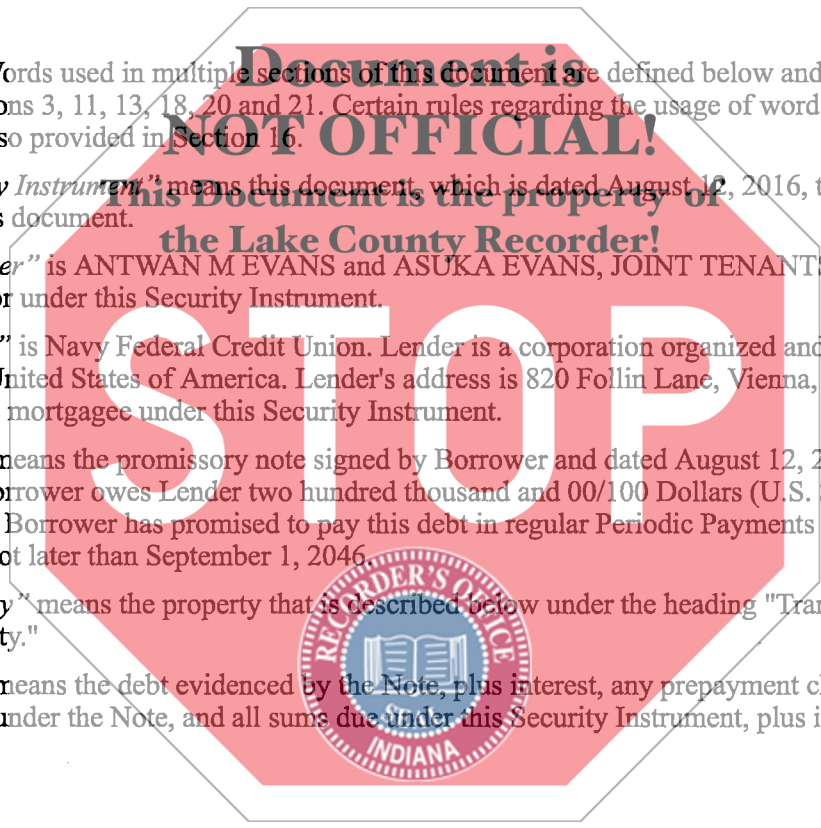 Document is
NOT OFFICIAL!
This Document is the property of
the Lake County Recorder!
STOP
RECORDER'S OFFICE
SEAL
INDIANA
ords used in multiple sections of this document are defined below and
ons 3, 11, 13, 18, 20 and 21. Certain rules regarding the usage of word
so provided in Section 16.
y Instrument" means this document, which is dated August 12, 2016, t
s document.
er" is ANTWAN M EVANS and ASUKA EVANS, JOINT TENANTS
or under this Security Instrument.
" is Navy Federal Credit Union. Lender is a corporation organized and
United States of America. Lender's address is 820 Follin Lane, Vienna,
mortgagee under this Security Instrument.
means the promissory note signed by Borrower and dated August 12, 2
orrower owes Lender two hundred thousand and 00/100 Dollars (U.S.
Borrower has promised to pay this debt in regular Periodic Payments
ot later than September 1, 2046.
y" means the property that is described below under the heading "Tran
ty."
means the debt evidenced by the Note, plus interest, any prepayment c
under the Note, and all sums due under this Security Instrument, plus i